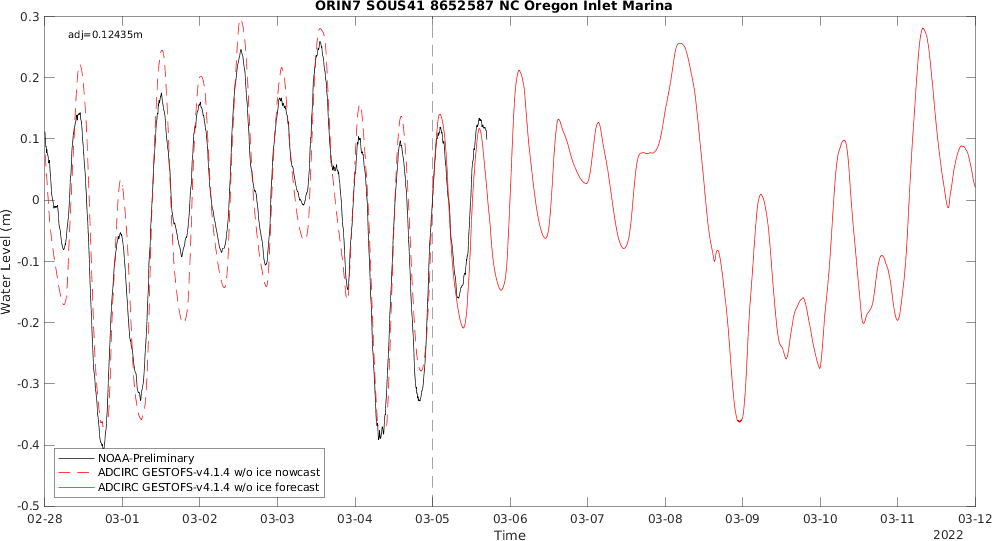 ORIN7 SOUS41 8652587 NC Oregon Inlet Marina
adj=0.12435m
0.3
0.2
0.1
0
-0.1
-0.2
-0.3
-0.4
-0.5
Water Level (m)
NOAA-Preliminary
ADCIRC GESTOFS-v4.1.4 w/o ice nowcast
ADCIRC GESTOFS-v4.1.4 w/o ice forecast
02-28 03-01 03-02 03-03 03-04 03-05 03-06 03-07 03-08 03-09 03-10 03-11 03-12
Time
2022